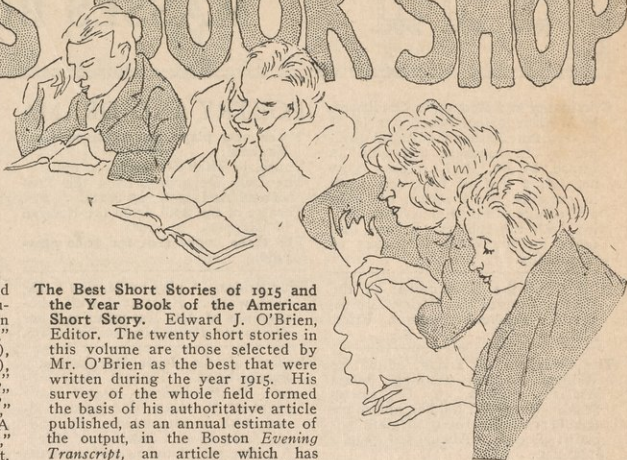 S BOOK SHOP
The Best Short Stories of 1915 and
the Year Book of the American
Short Story. Edward J. O'Brien,
Editor. The twenty short stories in
this volume are those selected by
Mr. O'Brien as the best that were
written during the year 1915. His
survey of the whole field formed
the basis of his authoritative article
published, as an annual estimate of
the output, in the Boston Evening
Transcript, an article which has